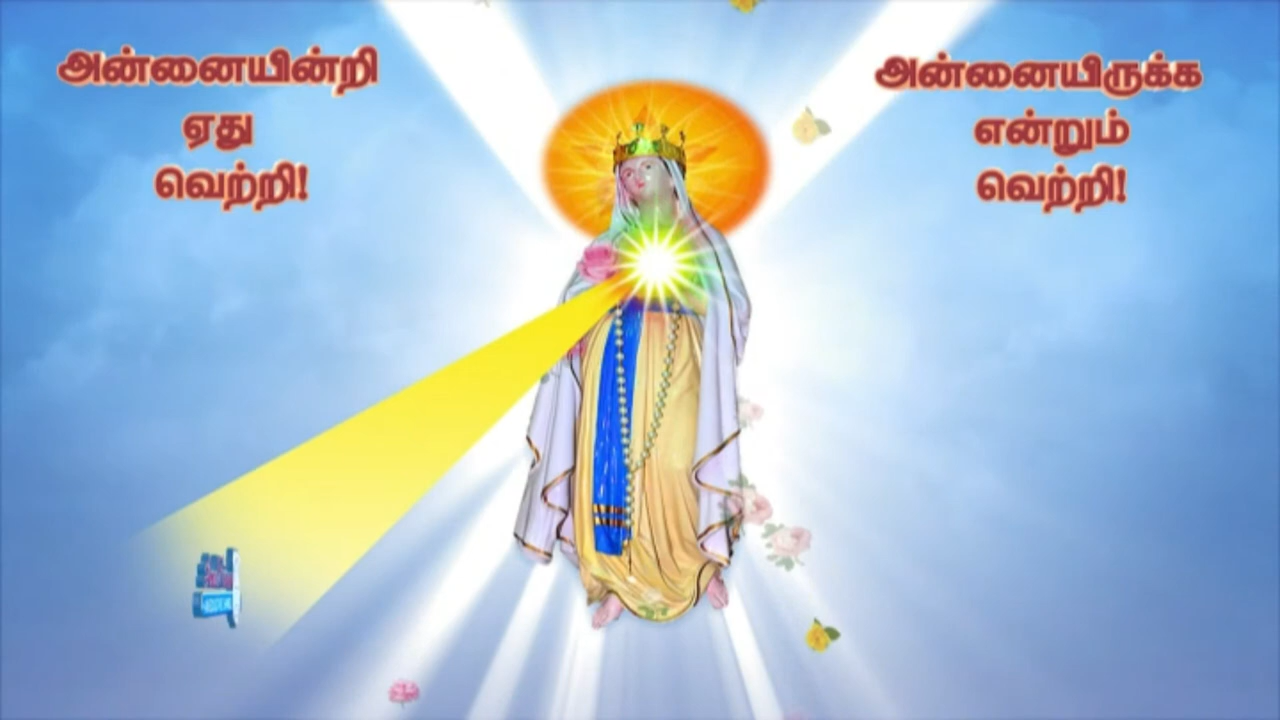 அன்னையின்றி
ஏது
வெற்றி!
அன்னையிருக்க
என்றும்
வெற்றி!